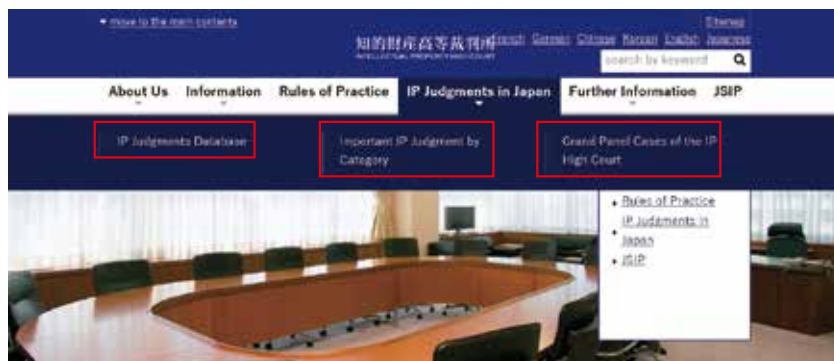 move to the main contents
Sitemap
知的財産高等裁判所
INTELLECTUAL PROPERTY HIGH COURT
French German Chinese Korean English Japanese
search by keyword
About Us Information Rules of Practice IP Judgments in Japan Further Information JSIP
IP Judgments Database
Important IP Judgment by
Category
Grand Panel Cases of the IP
High Court
Rules of Practice
IP Judgments in
Japan
JSIP